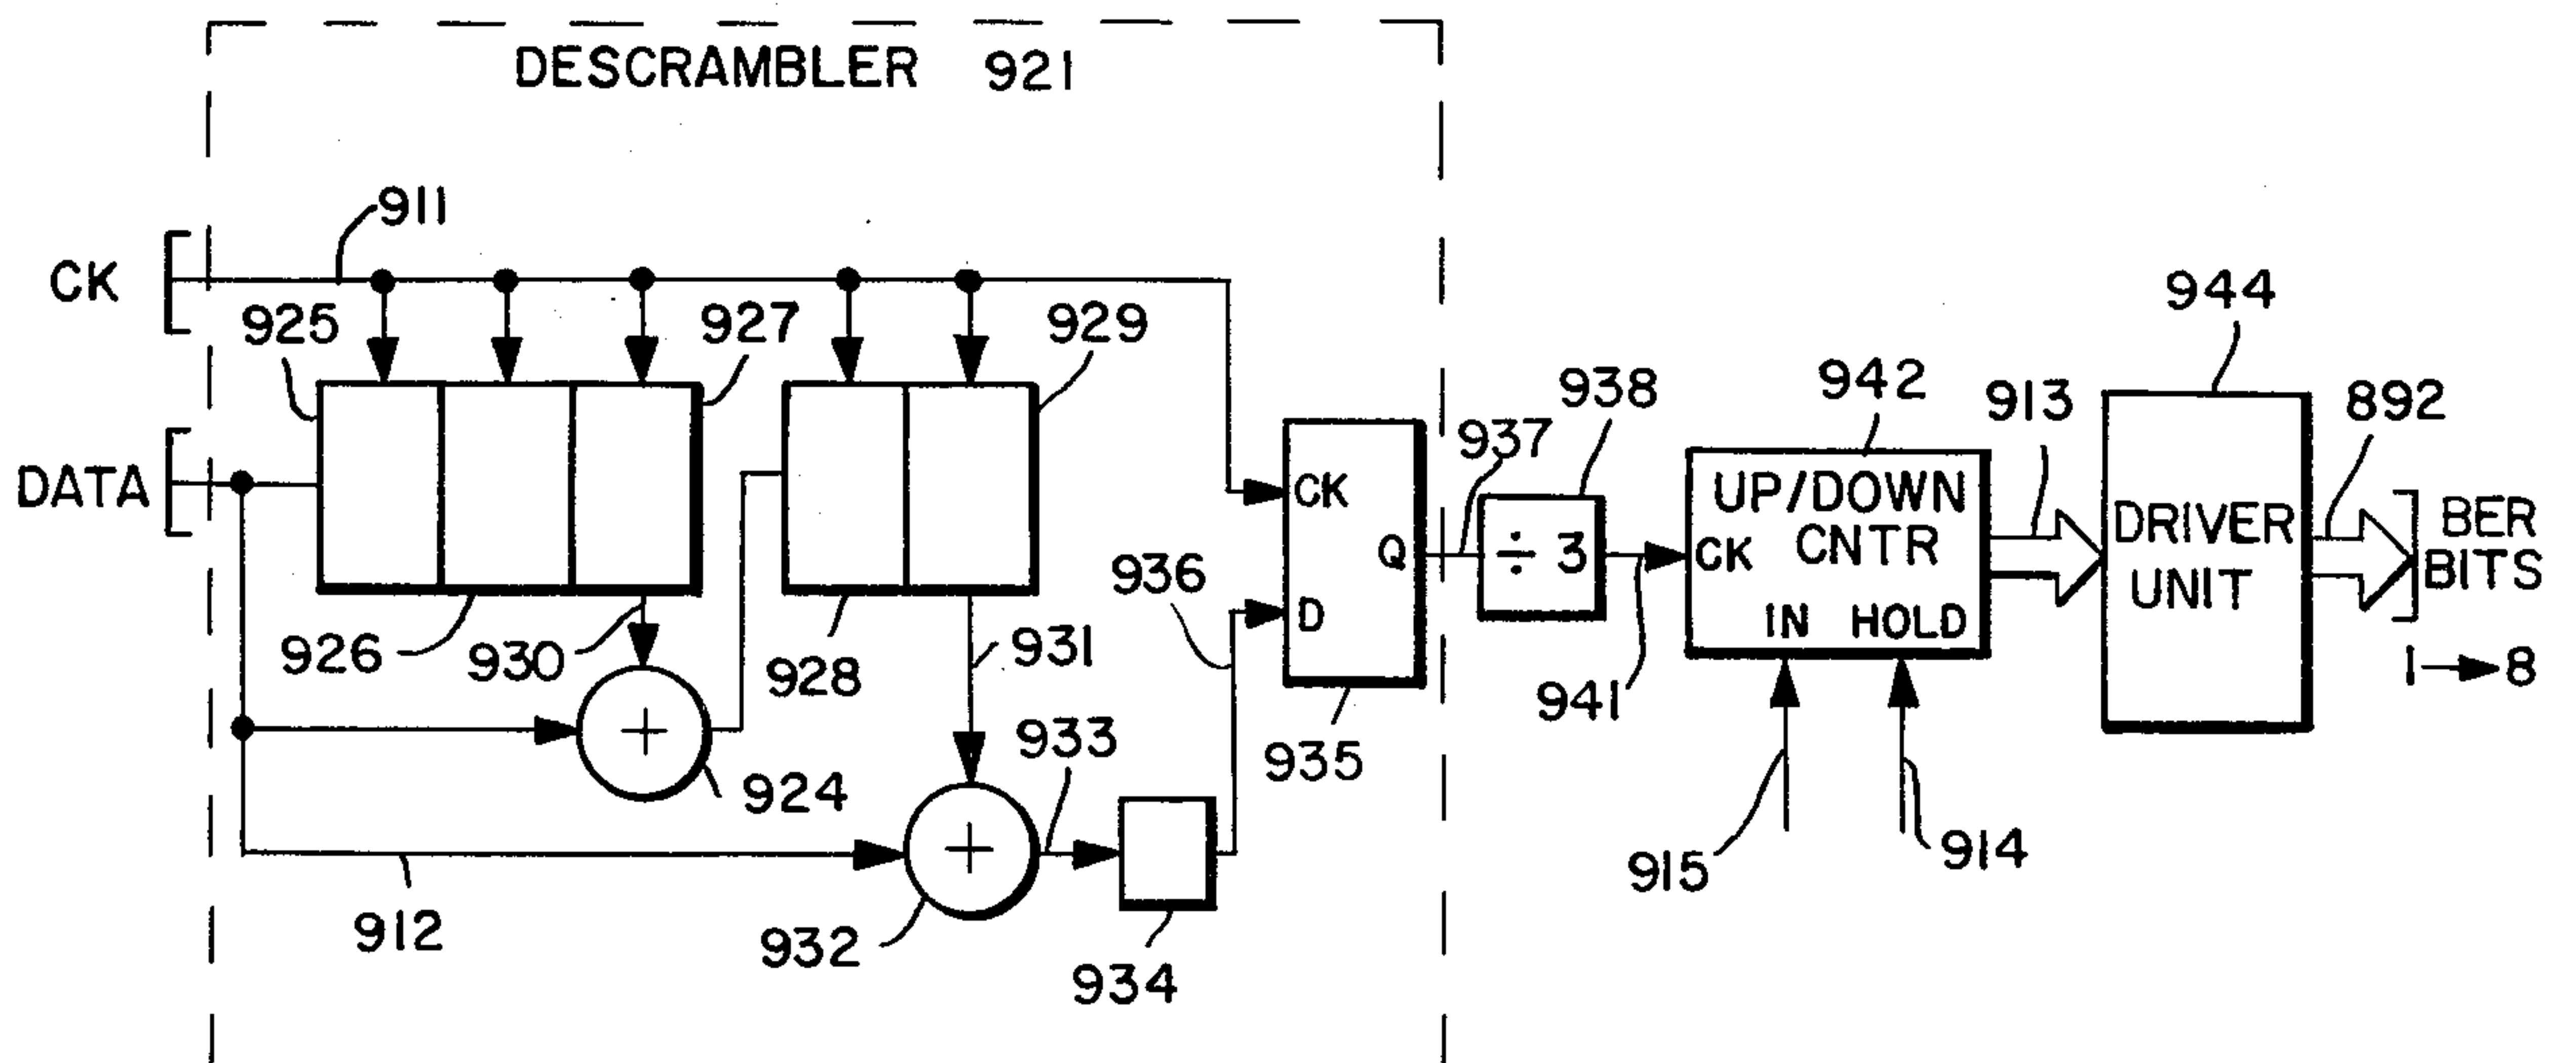 DESCRAMBLER 921
911
CK
925
927
929
944
942
938
913
892
DATA
937
CK
UP/DOWN
CNTR
CK
IN HOLD
Q
÷ 3
DRIVER
UNIT
BER
BITS
1 8
936
D
926
930
928
931
941
935
933
924
915
914
912
932
934
+
+